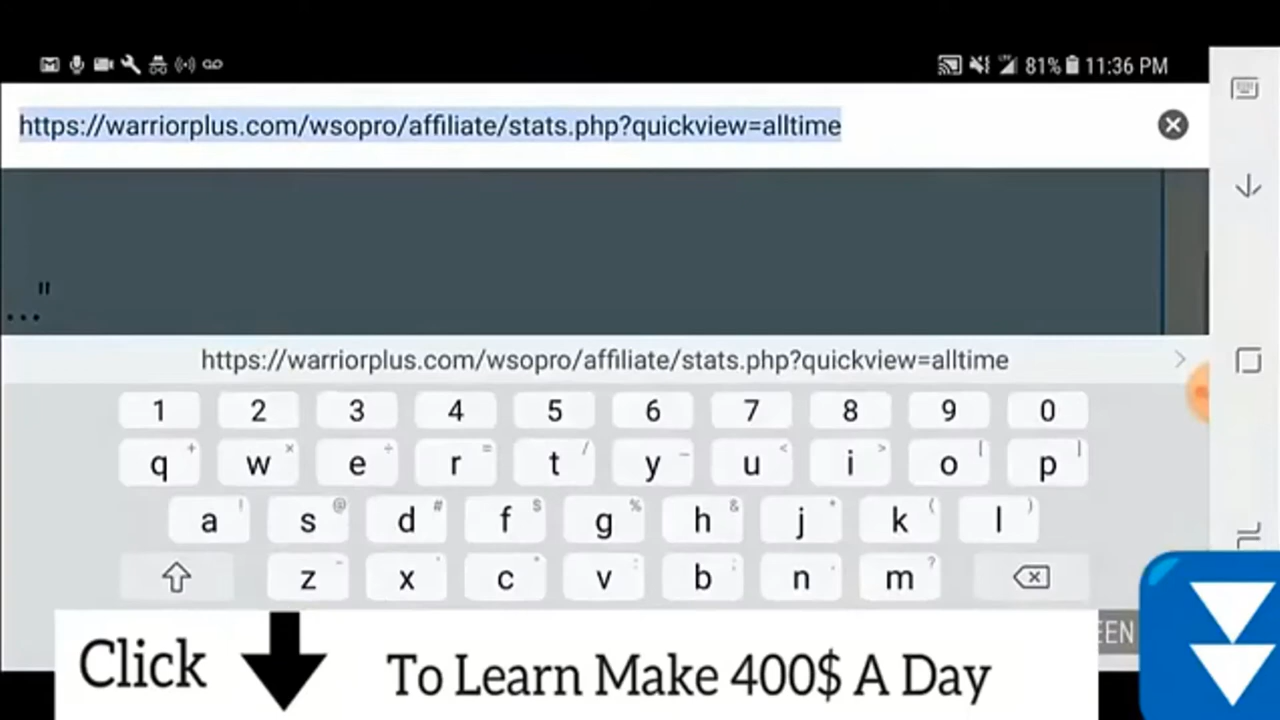 81% 11:36 PM
https://warriorplus.com/wsopro/affiliate/stats.php?quickview=alltime
"
...
https://warriorplus.com/wsopro/affiliate/stats.php?quickview=alltime
1 2 3 4 5 6 7 8 9 0
q w e r t y u i o p
a s d f g h j k l
z x c v b n m
EEN
Click To Learn Make 400$ A Day